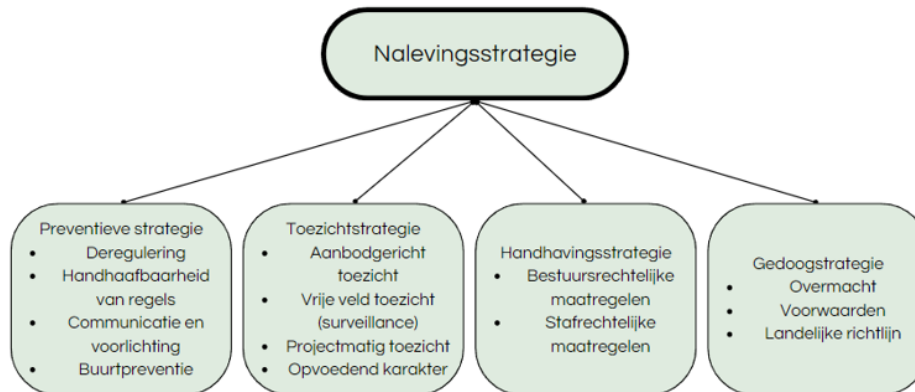 Nalevingsstrategie
Preventieve strategie
• Deregulering
• Handhaafbaarheid
van regels
• Communicatie en
voorlichting
• Buurtpreventie
Toezichtstrategie
• Aanbodgericht
toezicht
• Vrije veld toezicht
(surveillance)
• Projectmatig toezicht
• Opvoedend karakter
Handhavingsstrategie
• Bestuursrechtelijke
maatregelen
• Stafrechtelijke
maatregelen
Gedoogstrategie
• Overmacht
• Voorwaarden
• Landelijke richtlijn